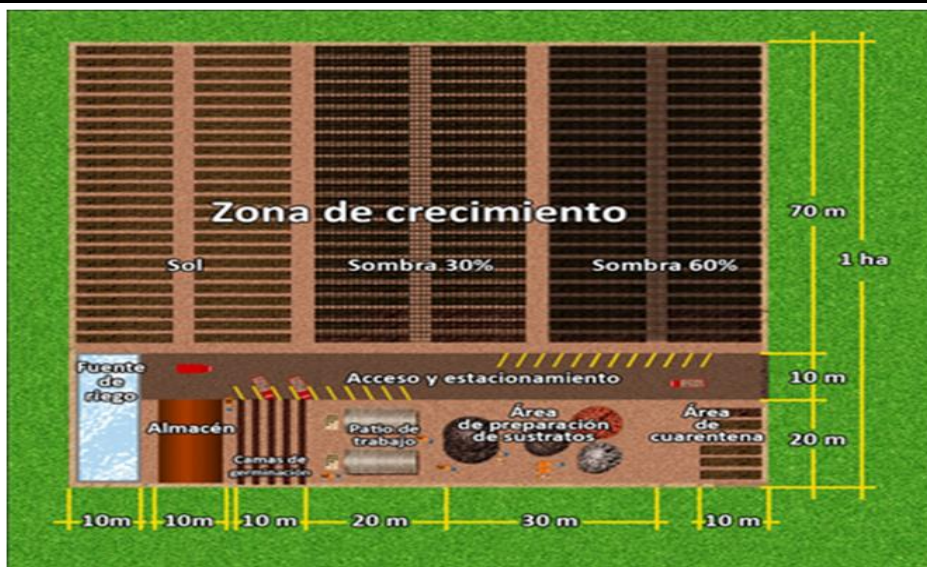 Zona de crecimiento
Sol
Sombra 30%
Sombra 60%
70 m
1 ha
Fuente
de
riego
Acceso y estacionamiento
10 m
Almacén
Camas de
germinación
Patio de
trabajo
Área
de preparación
de sustratos
Área
de
cuarentena
20 m
10m
10m
10 m
20 m
30 m
10 m